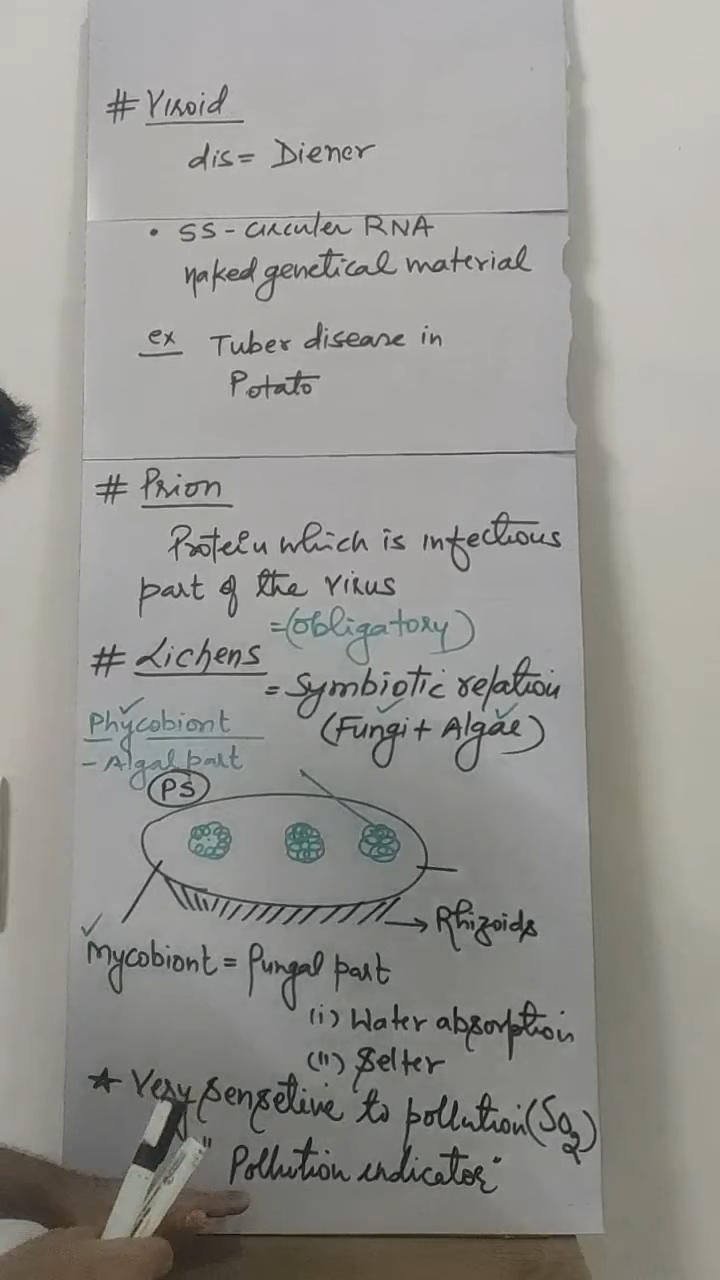 # Viroid
dis = Diener
• SS - circuler RNA
naked genetical material
ex Tuber disease in
Potato
# Prion
Protein which is infectious
part of the virus
=(obligatory)
# Lichens
= Symbiotic relation
(Fungi + Algae)
Phycobiont
- Algal part
PS
→ Rhizoids
Mycobiont = fungal part
(i) Water absorption
(ii) Selter
★ Very sensetive to pollution (SO2)
"Pollution indicator"